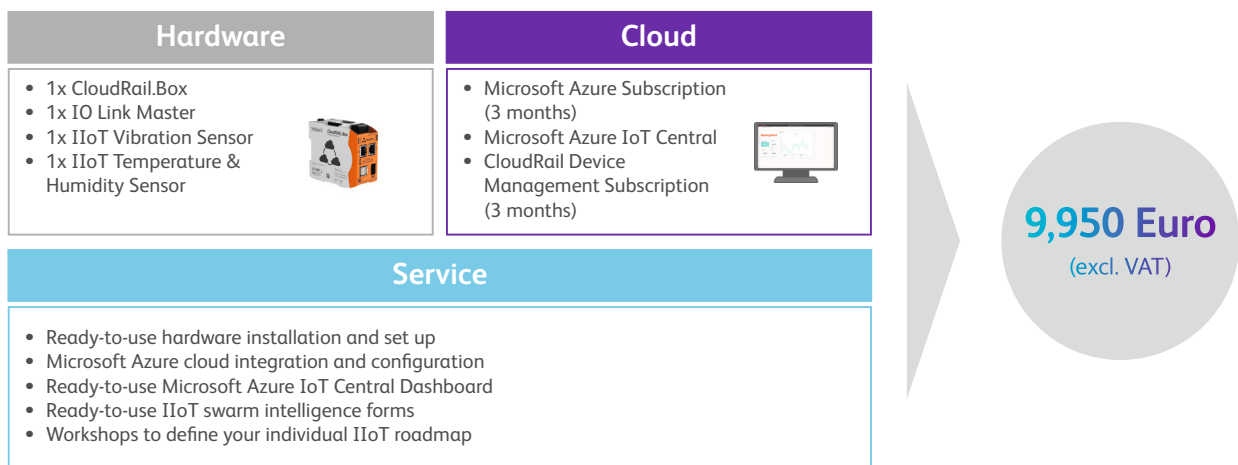 Hardware
• 1x CloudRail.Box
• 1x IO Link Master
• 1x IIoT Vibration Sensor
• 1x IIoT Temperature &
Humidity Sensor
CloudRail.Box
Cloud
• Microsoft Azure Subscription
(3 months)
• Microsoft Azure IoT Central
• CloudRail Device
Management Subscription
(3 months)
9,950 Euro
(excl. VAT)
Service
• Ready-to-use hardware installation and set up
• Microsoft Azure cloud integration and configuration
• Ready-to-use Microsoft Azure IoT Central Dashboard
• Ready-to-use IIoT swarm intelligence forms
• Workshops to define your individual IIoT roadmap